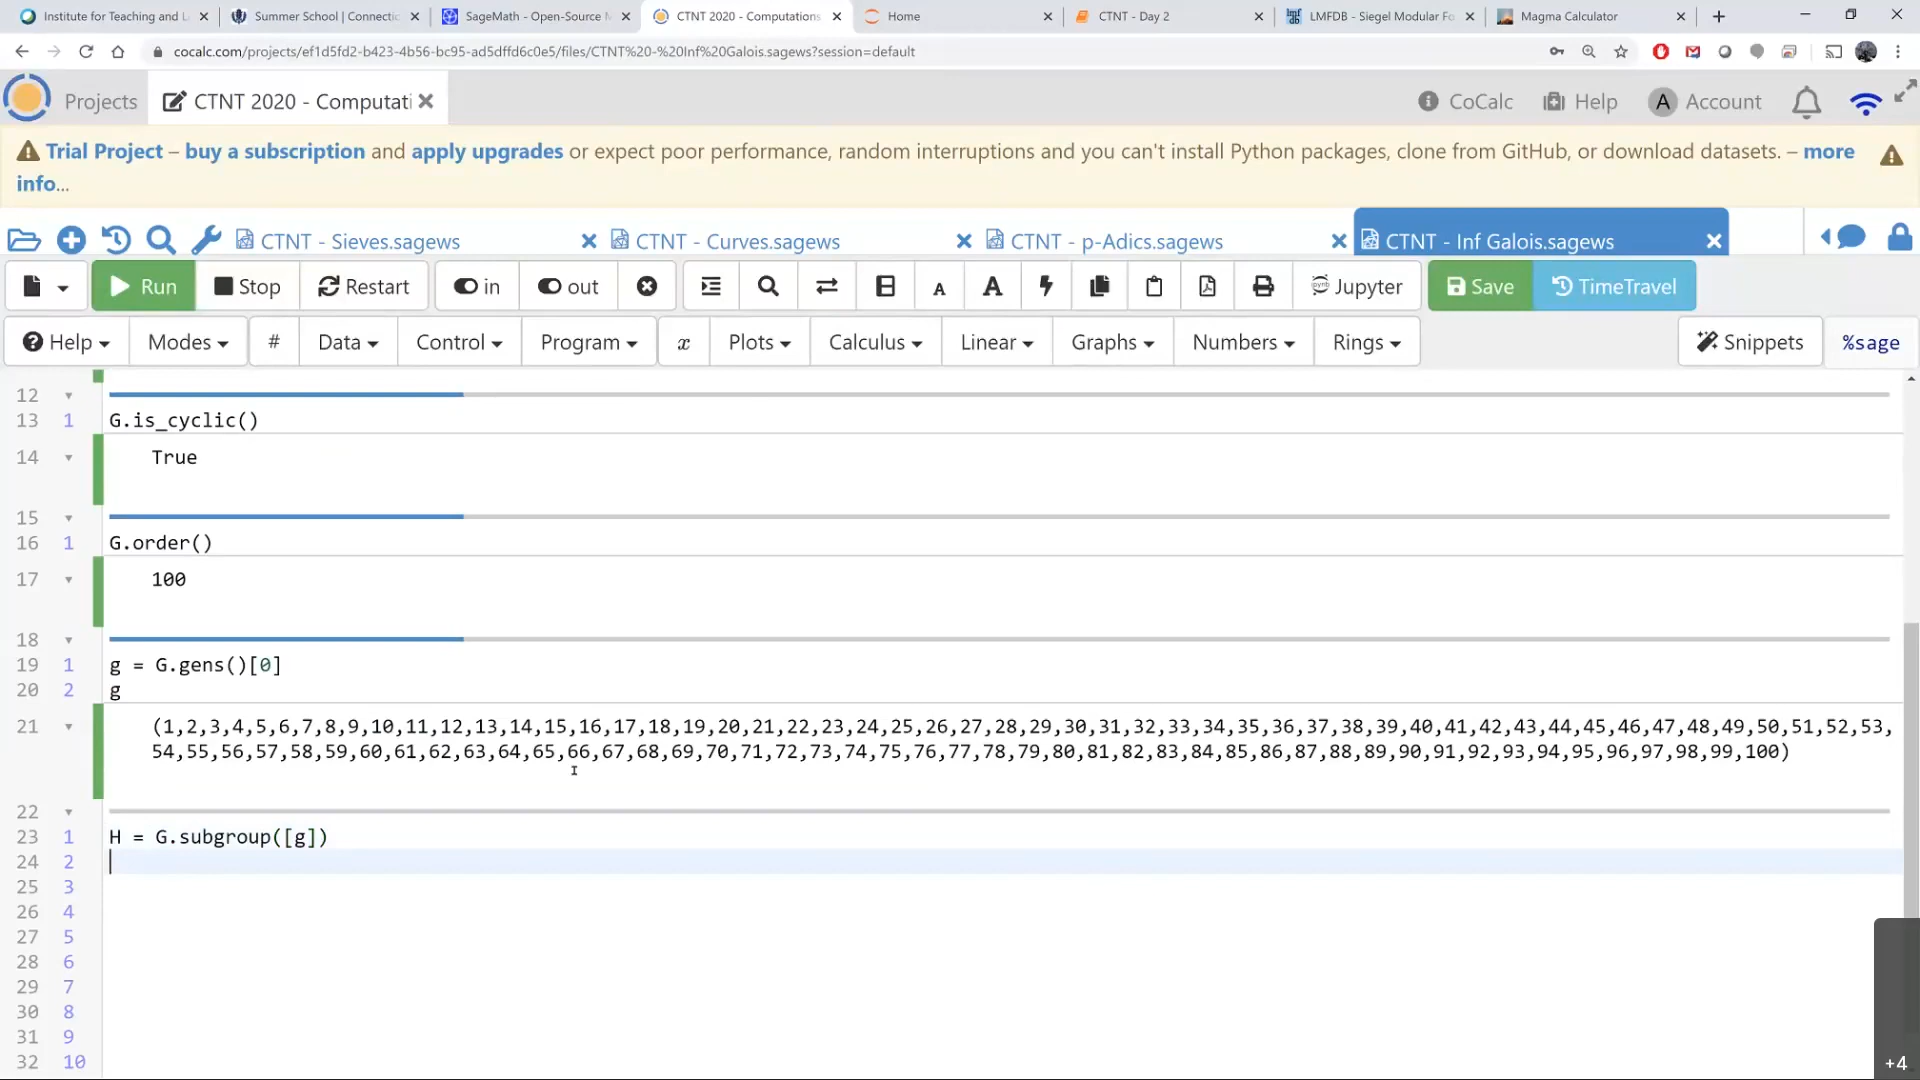 Institute for Teaching and L
Summer School | Connectic
SageMath - Open-Source M
CTNT 2020 - Computations
Home
CTNT - Day 2
LMFDB - Siegel Modular Fo
Magma Calculator
cocalc.com/projects/ef1d5fd2-b423-4b56-bc95-ad5dffd6c0e5/files/CTNT%20-%20Inf%20Galois.sagews?session=default
Projects
CTNT 2020 - Computati
CoCalc
Help
A Account
Trial Project – buy a subscription and apply upgrades or expect poor performance, random interruptions and you can't install Python packages, clone from GitHub, or download datasets. – more
info...
CTNT - Sieves.sagews
CTNT - Curves.sagews
CTNT - p-Adics.sagews
CTNT - Inf Galois.sagews
Run
Stop
Restart
in
out
A
A
Jupyter
Save
TimeTravel
Help
Modes
#
Data
Control
Program
x
Plots
Calculus
Linear
Graphs
Numbers
Rings
Snippets
%sage
12
13 1 G.is_cyclic()
14 True
15
16 1 G.order()
17 100
18
19 1 g = G.gens()[0]
20 2 g
21 (1,2,3,4,5,6,7,8,9,10,11,12,13,14,15,16,17,18,19,20,21,22,23,24,25,26,27,28,29,30,31,32,33,34,35,36,37,38,39,40,41,42,43,44,45,46,47,48,49,50,51,52,53,
54,55,56,57,58,59,60,61,62,63,64,65,66,67,68,69,70,71,72,73,74,75,76,77,78,79,80,81,82,83,84,85,86,87,88,89,90,91,92,93,94,95,96,97,98,99,100)
22
23 1 H = G.subgroup([g])
24 2
25 3
26 4
27 5
28 6
29 7
30 8
31 9
32 10
+4